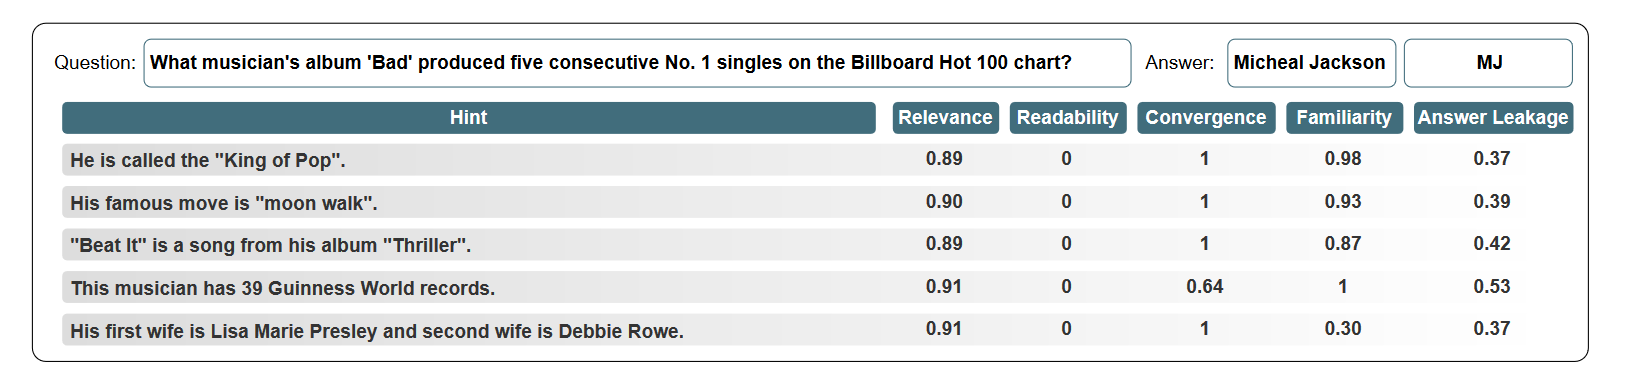 Question: What musician's album 'Bad' produced five consecutive No. 1 singles on the Billboard Hot 100 chart? Answer: Micheal Jackson MJ
Hint Relevance Readability Convergence Familiarity Answer Leakage
He is called the "King of Pop". 0.89 0 1 0.98 0.37
His famous move is "moon walk". 0.90 0 1 0.93 0.39
"Beat It" is a song from his album "Thriller". 0.89 0 1 0.87 0.42
This musician has 39 Guinness World records. 0.91 0 0.64 1 0.53
His first wife is Lisa Marie Presley and second wife is Debbie Rowe. 0.91 0 1 0.30 0.37